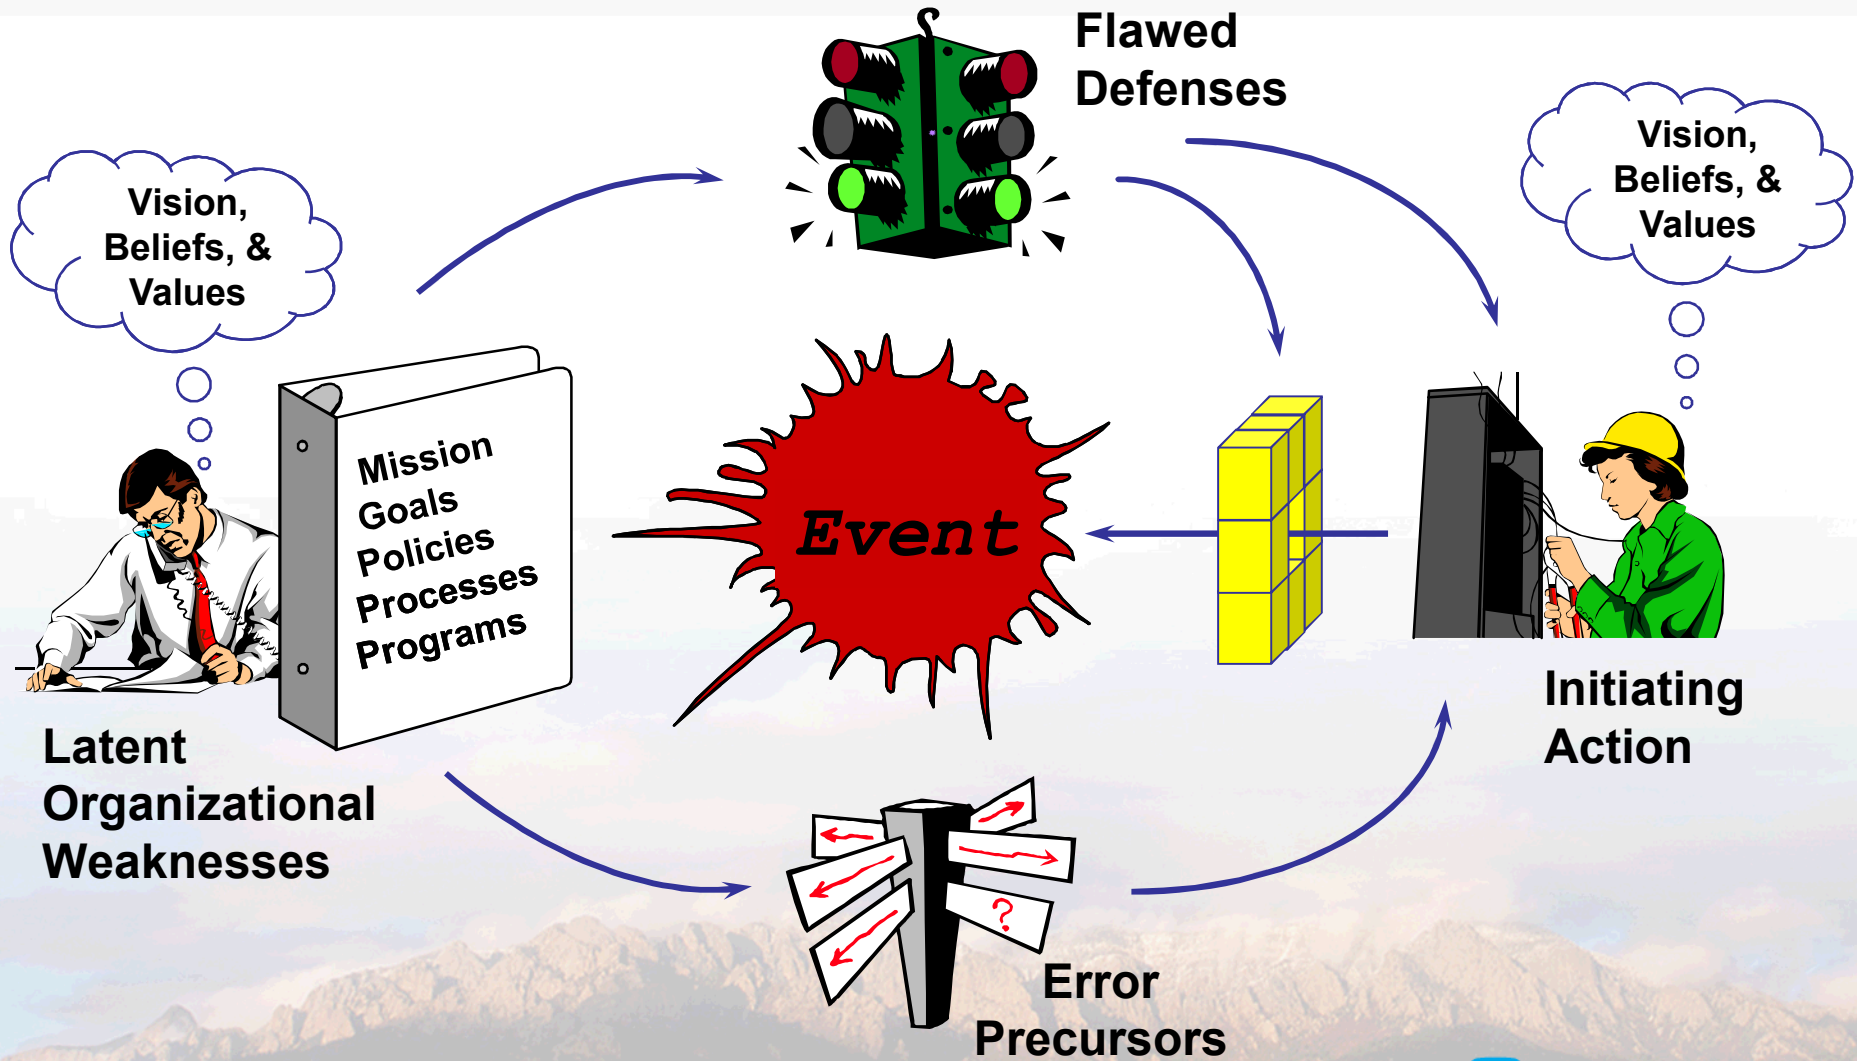 Flawed
Defenses
Vision,
Beliefs, &
Values
Vision,
Beliefs, &
Values
Mission
Goals
Policies
Processes
Programs
Event
Latent
Organizational
Weaknesses
Initiating
Action
?
Error
Precursors